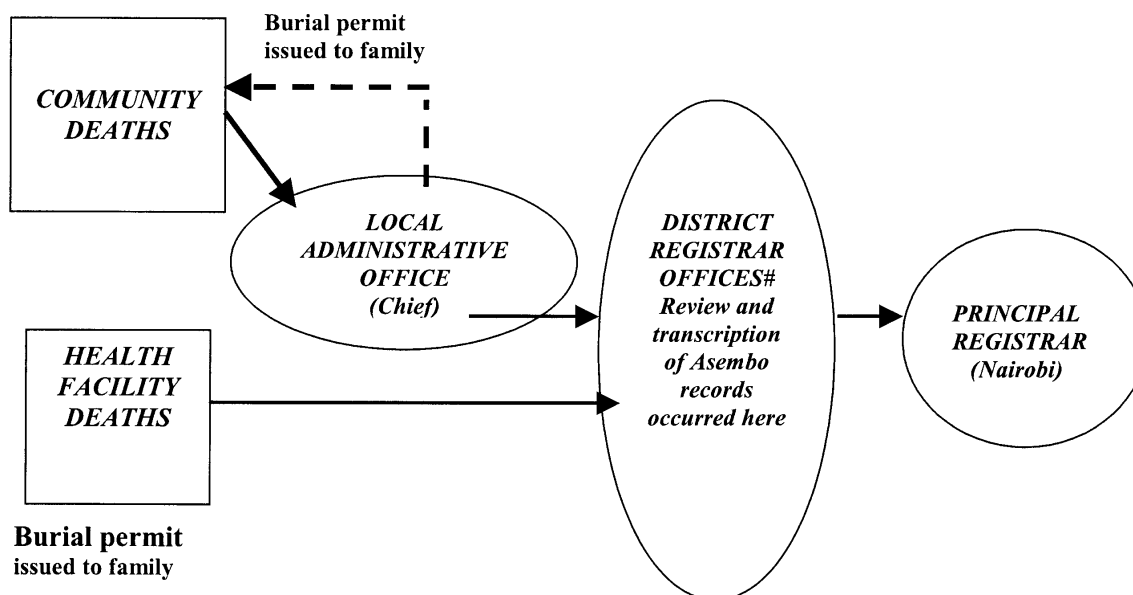 Burial permit
issued to family
COMMUNITY
DEATHS
LOCAL
ADMINISTRATIVE
OFFICE
(Chief)
DISTRICT
REGISTRAR
OFFICES#
Review and
transcription
of Asembo
records
occurred here
PRINCIPAL
REGISTRAR
(Nairobi)
HEALTH
FACILITY
DEATHS
Burial permit
issued to family